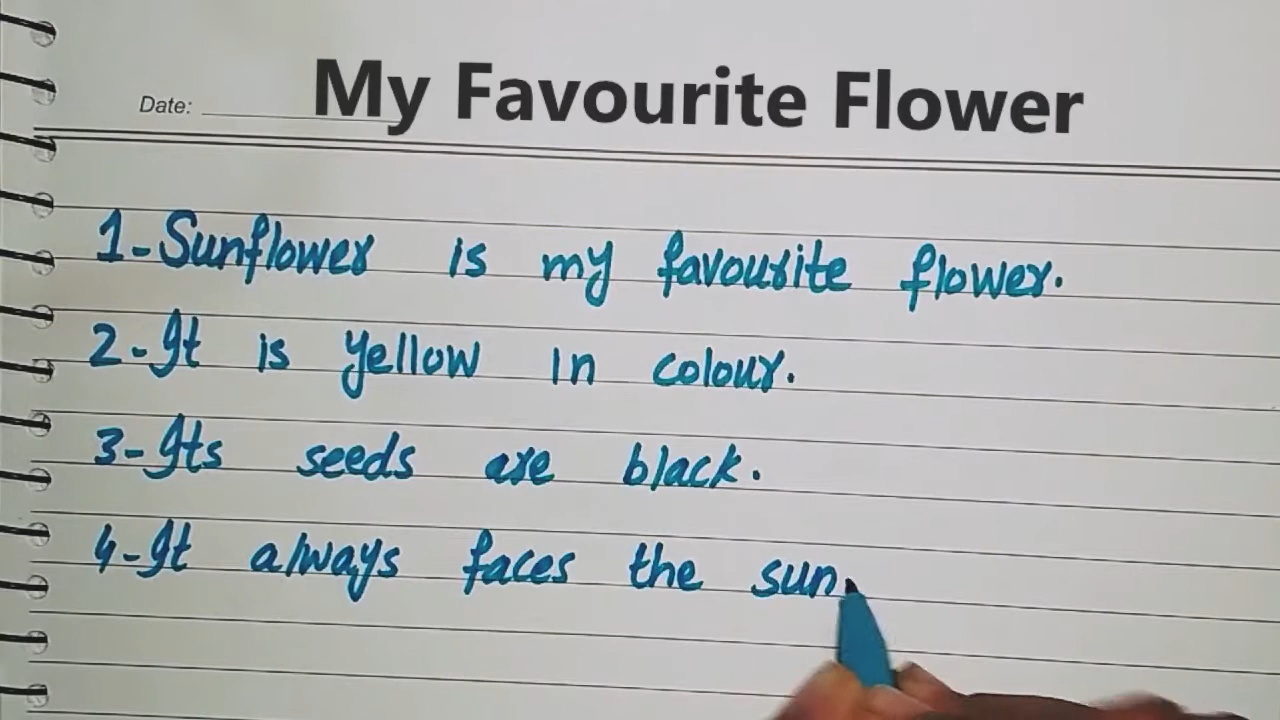 My Favourite Flower
Date:
1-Sunflower is my favourite flower.
2-It is yellow in colour.
3-Its seeds are black.
4-It always faces the sun.